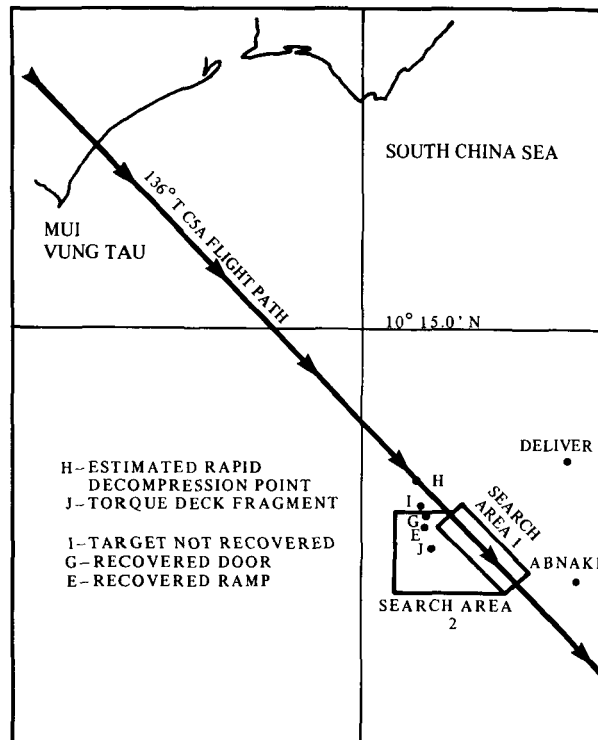 SOUTH CHINA SEA
MUI
VUNG TAU
136° T C5A FLIGHT PATH
10° 15.0' N
DELIVER
H–ESTIMATED RAPID
DECOMPRESSION POINT
J–TORQUE DECK FRAGMENT
I–TARGET NOT RECOVERED
G–RECOVERED DOOR
E–RECOVERED RAMP
H
I
G
E
J
SEARCH
AREA 1
ABNAKI
SEARCH AREA
2